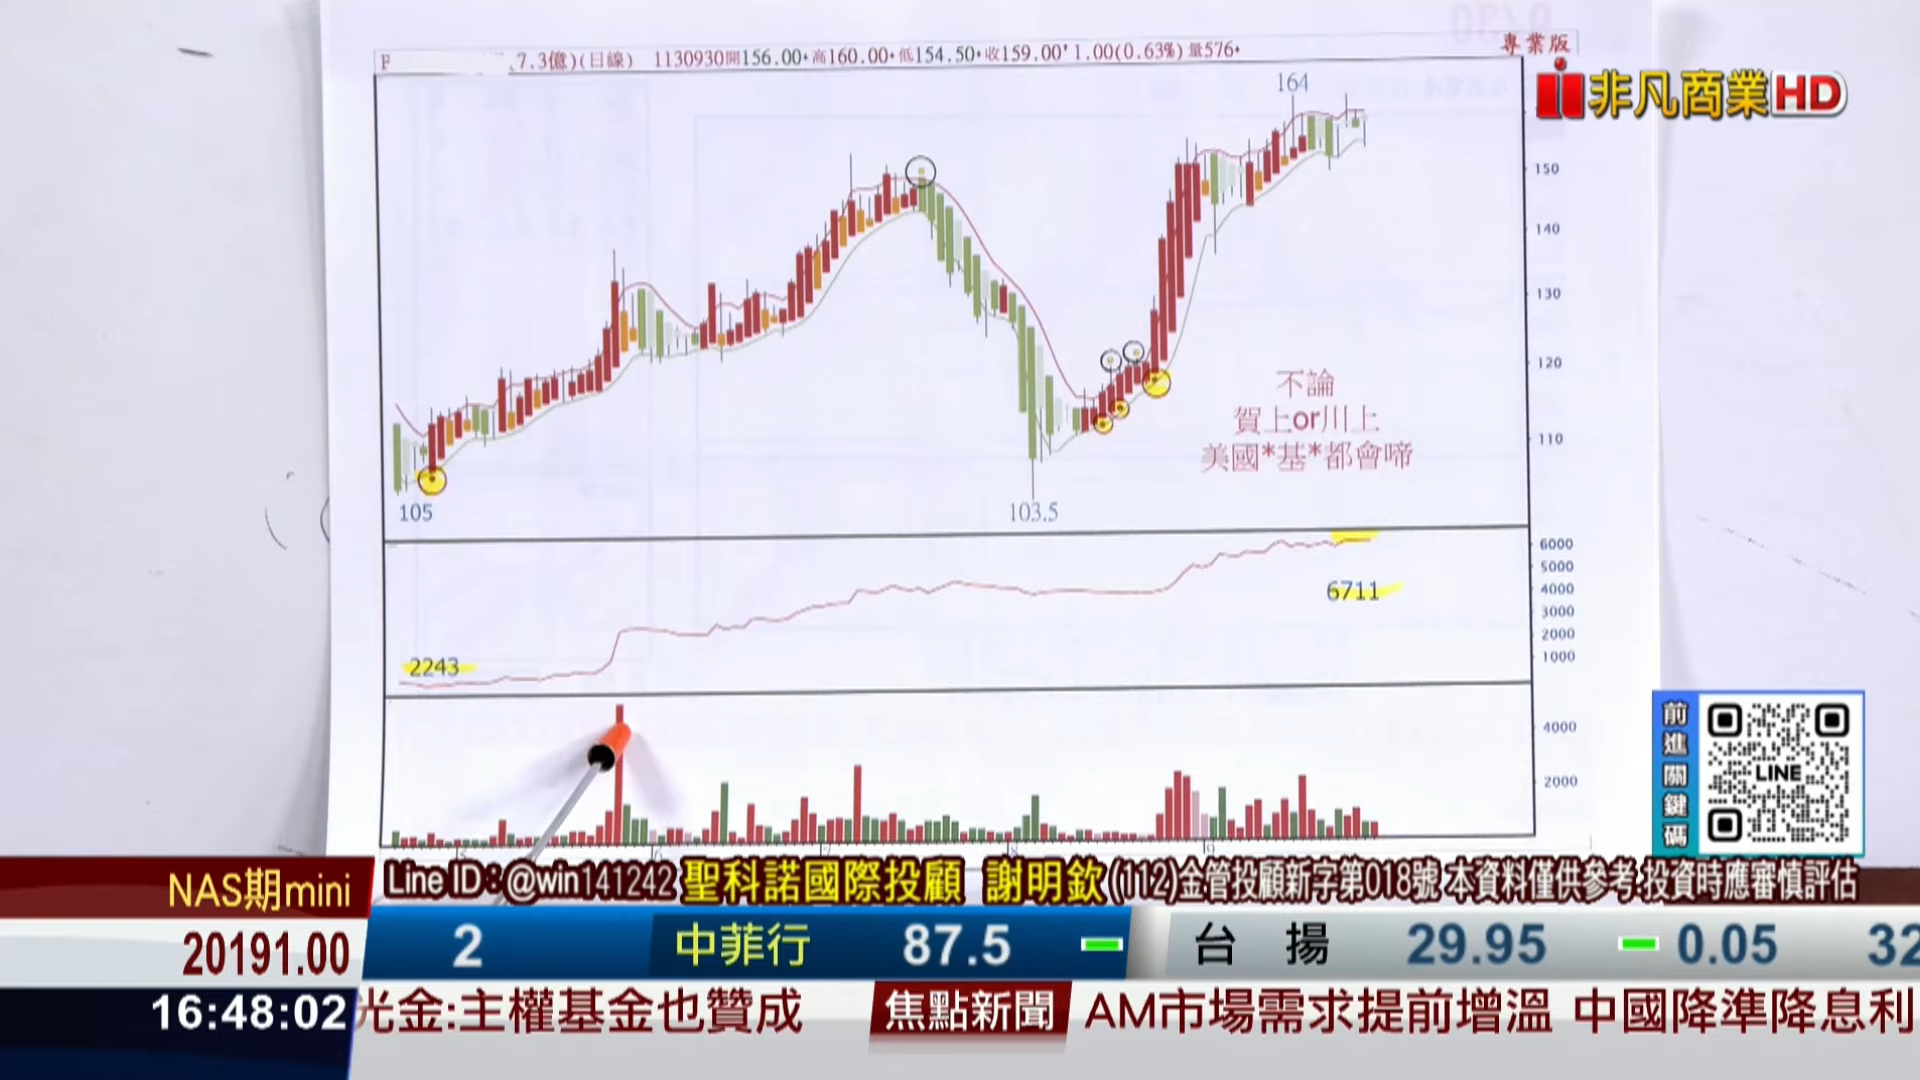 專業版
7.3億)(日線) 1130930開156.00 高160.00 低154.50 收159.00 1.00(0.63%) 量576
非凡商業HD
164
150
140
130
120
110
不論
賀上or川上
美國*基*都會啼
105
103.5
6000
5000
4000
3000
2000
1000
6711
2243
4000
2000
6
7
8
9
前進關鍵碼
LINE
NAS期mini
Line ID:@win141242 聖科諾國際投顧 謝明欽 (112)金管投顧新字第018號 本資料僅供參考,投資時應審慎評估
20191.00
2 中菲行 87.5 台揚 29.95 0.05 32
16:48:02
光金:主權基金也贊成 焦點新聞 AM市場需求提前增溫 中國降準降息利